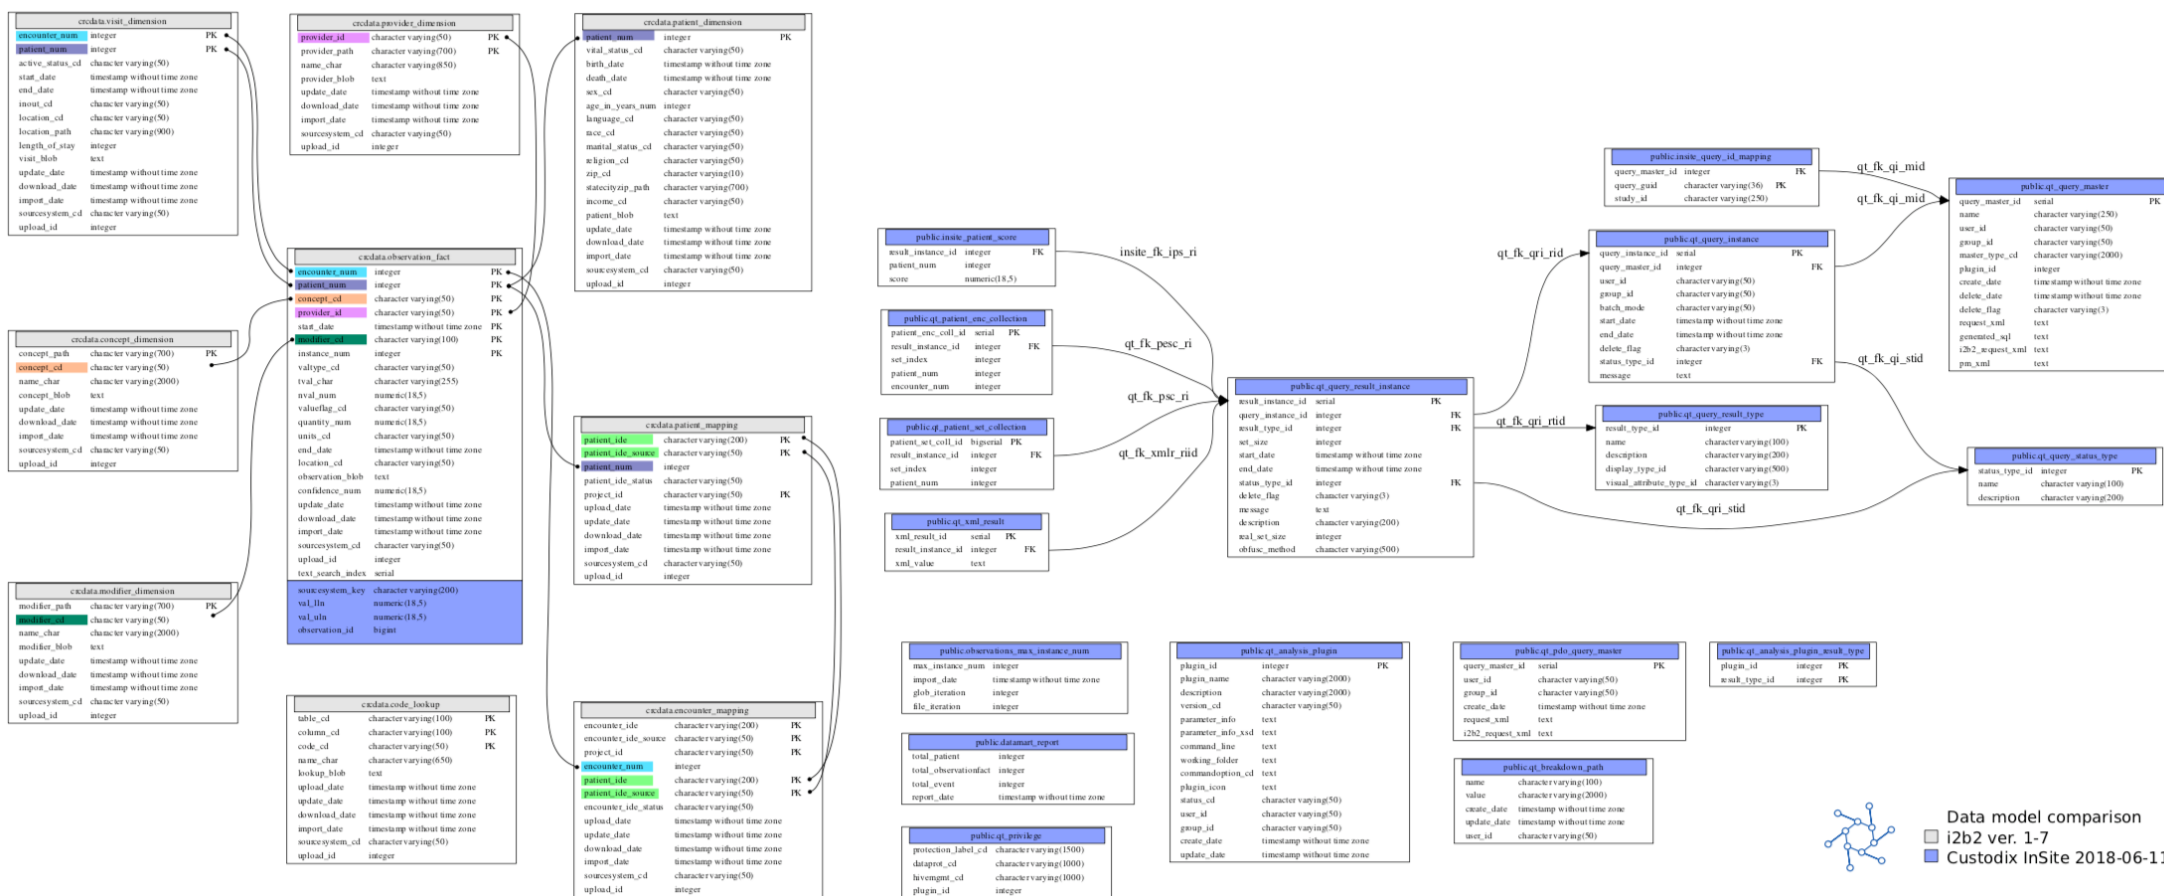 crcdata.visit_dimension
encounter_num integer PK
patient_num integer PK
active_status_cd character varying(50)
start_date timestamp without time zone
end_date timestamp without time zone
inout_cd character varying(50)
location_cd character varying(50)
location_path character varying(900)
length_of_stay integer
visit_blob text
update_date timestamp without time zone
download_date timestamp without time zone
import_date timestamp without time zone
sourcesystem_cd character varying(50)
upload_id integer
crcdata.provider_dimension
provider_id character varying(50) PK
provider_path character varying(700) PK
name_char character varying(850)
provider_blob text
update_date timestamp without time zone
download_date timestamp without time zone
import_date timestamp without time zone
sourcesystem_cd character varying(50)
upload_id integer
crcdata.patient_dimension
patient_num integer PK
vital_status_cd character varying(50)
birth_date timestamp without time zone
death_date timestamp without time zone
sex_cd character varying(50)
age_in_years_num integer
language_cd character varying(50)
race_cd character varying(50)
marital_status_cd character varying(50)
religion_cd character varying(50)
zip_cd character varying(10)
statecityzip_path character varying(700)
income_cd character varying(50)
patient_blob text
update_date timestamp without time zone
download_date timestamp without time zone
import_date timestamp without time zone
sourcesystem_cd character varying(50)
upload_id integer
crcdata.observation_fact
encounter_num integer PK
patient_num integer PK
concept_cd character varying(50) PK
provider_id character varying(50) PK
start_date timestamp without time zone PK
modifier_cd character varying(100) PK
instance_num integer PK
valtype_cd character varying(50)
tval_char character varying(255)
nval_num numeric(18,5)
valueflag_cd character varying(50)
quantity_num numeric(18,5)
units_cd character varying(50)
end_date timestamp without time zone
location_cd character varying(50)
observation_blob text
confidence_num numeric(18,5)
update_date timestamp without time zone
download_date timestamp without time zone
import_date timestamp without time zone
sourcesystem_cd character varying(50)
upload_id integer
text_search_index serial
sourcesystem_key character varying(200)
val_lln numeric(18,5)
val_uln numeric(18,5)
observation_id bigint
crcdata.concept_dimension
concept_path character varying(700) PK
concept_cd character varying(50)
name_char character varying(2000)
concept_blob text
update_date timestamp without time zone
download_date timestamp without time zone
import_date timestamp without time zone
sourcesystem_cd character varying(50)
upload_id integer
crcdata.modifier_dimension
modifier_path character varying(700) PK
modifier_cd character varying(50)
name_char character varying(2000)
modifier_blob text
update_date timestamp without time zone
download_date timestamp without time zone
import_date timestamp without time zone
sourcesystem_cd character varying(50)
upload_id integer
crcdata.code_lookup
table_cd character varying(100) PK
column_cd character varying(100) PK
code_cd character varying(50) PK
name_char character varying(650)
lookup_blob text
upload_date timestamp without time zone
update_date timestamp without time zone
download_date timestamp without time zone
import_date timestamp without time zone
sourcesystem_cd character varying(50)
upload_id integer
crcdata.patient_mapping
patient_ide character varying(200) PK
patient_ide_source character varying(50) PK
patient_num integer
patient_ide_status character varying(50)
project_id character varying(50) PK
upload_date timestamp without time zone
update_date timestamp without time zone
download_date timestamp without time zone
import_date timestamp without time zone
sourcesystem_cd character varying(50)
upload_id integer
crcdata.encounter_mapping
encounter_ide character varying(200) PK
encounter_ide_source character varying(50) PK
project_id character varying(50) PK
encounter_num integer
patient_ide character varying(200) PK
patient_ide_source character varying(50) PK
encounter_ide_status character varying(50)
upload_date timestamp without time zone
update_date timestamp without time zone
download_date timestamp without time zone
import_date timestamp without time zone
sourcesystem_cd character varying(50)
upload_id integer
public.insite_patient_score
result_instance_id integer FK
patient_num integer
score numeric(18,5)
public.qt_patient_enc_collection
patient_enc_coll_id serial PK
result_instance_id integer FK
set_index integer
patient_num integer
encounter_num integer
public.qt_patient_set_collection
patient_set_coll_id bigserial PK
result_instance_id integer FK
set_index integer
patient_num integer
public.qt_xml_result
xml_result_id serial PK
result_instance_id integer FK
xml_value text
insite_fk_ips_ri
qt_fk_pesc_ri
qt_fk_psc_ri
qt_fk_xmlr_riid
public.qt_query_result_instance
result_instance_id serial PK
query_instance_id integer FK
result_type_id integer FK
set_size integer
start_date timestamp without time zone
end_date timestamp without time zone
status_type_id integer FK
delete_flag character varying(3)
message text
description character varying(200)
real_set_size integer
obfusc_method character varying(500)
qt_fk_qri_rid
qt_fk_qri_rtid
qt_fk_qri_stid
public.insite_query_id_mapping
query_master_id integer FK
query_guid character varying(36) PK
study_id character varying(250)
public.qt_query_instance
query_instance_id serial PK
query_master_id integer FK
user_id character varying(50)
group_id character varying(50)
batch_mode character varying(50)
start_date timestamp without time zone
end_date timestamp without time zone
delete_flag character varying(3)
status_type_id integer FK
message text
public.qt_query_result_type
result_type_id integer PK
name character varying(100)
description character varying(200)
display_type_id character varying(500)
visual_attribute_type_id character varying(3)
qt_fk_qi_mid
qt_fk_qi_mid
qt_fk_qi_stid
public.qt_query_master
query_master_id serial PK
name character varying(250)
user_id character varying(50)
group_id character varying(50)
master_type_cd character varying(2000)
plugin_id integer
create_date timestamp without time zone
delete_date timestamp without time zone
delete_flag character varying(3)
request_xml text
generated_sql text
i2b2_request_xml text
pm_xml text
public.qt_query_status_type
status_type_id integer PK
name character varying(100)
description character varying(200)
public.observations_max_instance_num
max_instance_num integer
import_date timestamp without time zone
glob_iteration integer
file_iteration integer
public.datamart_report
total_patient integer
total_observationfact integer
total_event integer
report_date timestamp without time zone
public.qt_privilege
protection_label_cd character varying(1500)
dataprot_cd character varying(1000)
hivemgmt_cd character varying(1000)
plugin_id integer
public.qt_analysis_plugin
plugin_id integer PK
plugin_name character varying(2000)
description character varying(2000)
version_cd character varying(50)
parameter_info text
parameter_info_xsd text
command_line text
working_folder text
commandoption_cd text
plugin_icon text
status_cd character varying(50)
user_id character varying(50)
group_id character varying(50)
create_date timestamp without time zone
update_date timestamp without time zone
public.qt_pdo_query_master
query_master_id serial PK
user_id character varying(50)
group_id character varying(50)
create_date timestamp without time zone
request_xml text
i2b2_request_xml text
public.qt_breakdown_path
name character varying(100)
value character varying(2000)
create_date timestamp without time zone
update_date timestamp without time zone
user_id character varying(50)
public.qt_analysis_plugin_result_type
plugin_id integer PK
result_type_id integer PK
Data model comparison
i2b2 ver. 1-7
Custodix InSite 2018-06-11